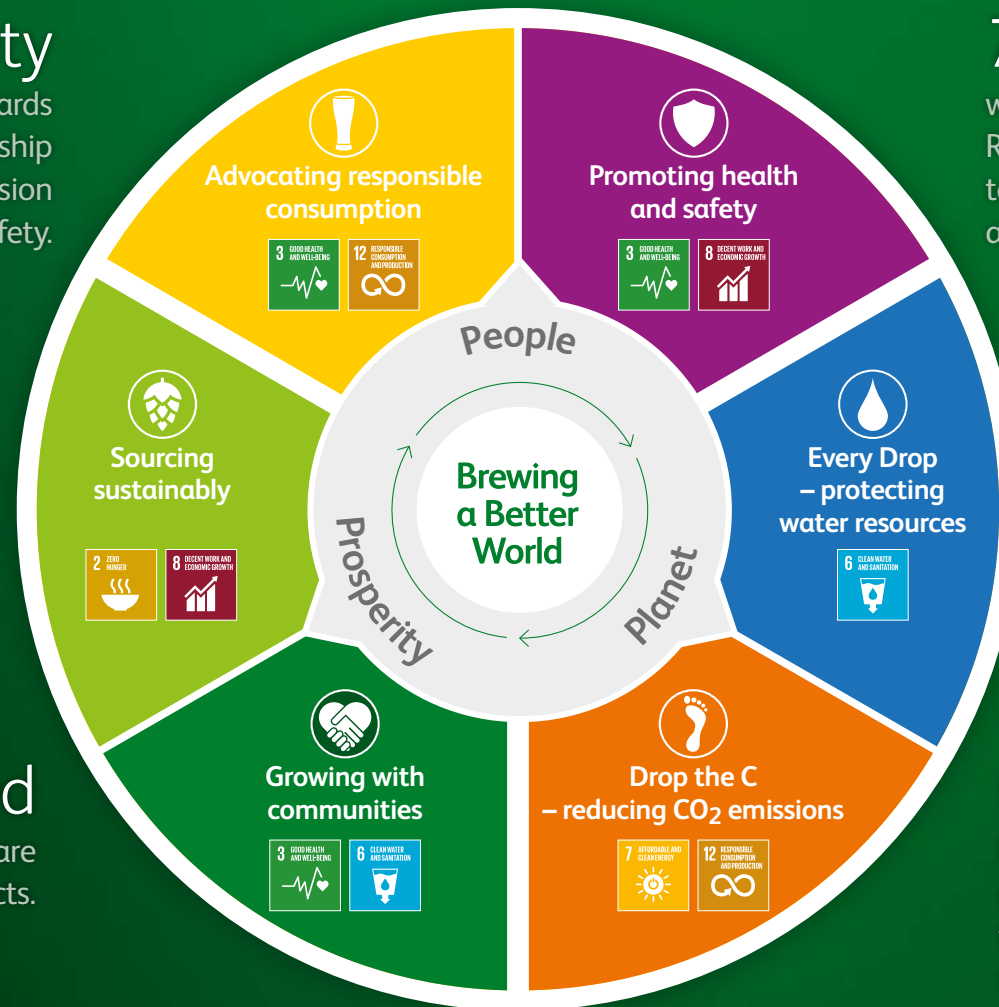 ty
ards
ship
sion
fety.
Advocating responsible
consumption
3 GOOD HEALTH
AND WELL-BEING
12 RESPONSIBLE
CONSUMPTION
AND PRODUCTION
Promoting health
and safety
3 GOOD HEALTH
AND WELL-BEING
8 DECENT WORK AND
ECONOMIC GROWTH
Sourcing
sustainably
2 ZERO
HUNGER
8 DECENT WORK AND
ECONOMIC GROWTH
People
Brewing
a Better
World
Prosperity
Planet
Every Drop
– protecting
water resources
6 CLEAN WATER
AND SANITATION
Growing with
communities
3 GOOD HEALTH
AND WELL-BEING
6 CLEAN WATER
AND SANITATION
Drop the C
– reducing CO2 emissions
7 AFFORDABLE AND
CLEAN ENERGY
12 RESPONSIBLE
CONSUMPTION
AND PRODUCTION
d
are
cts.